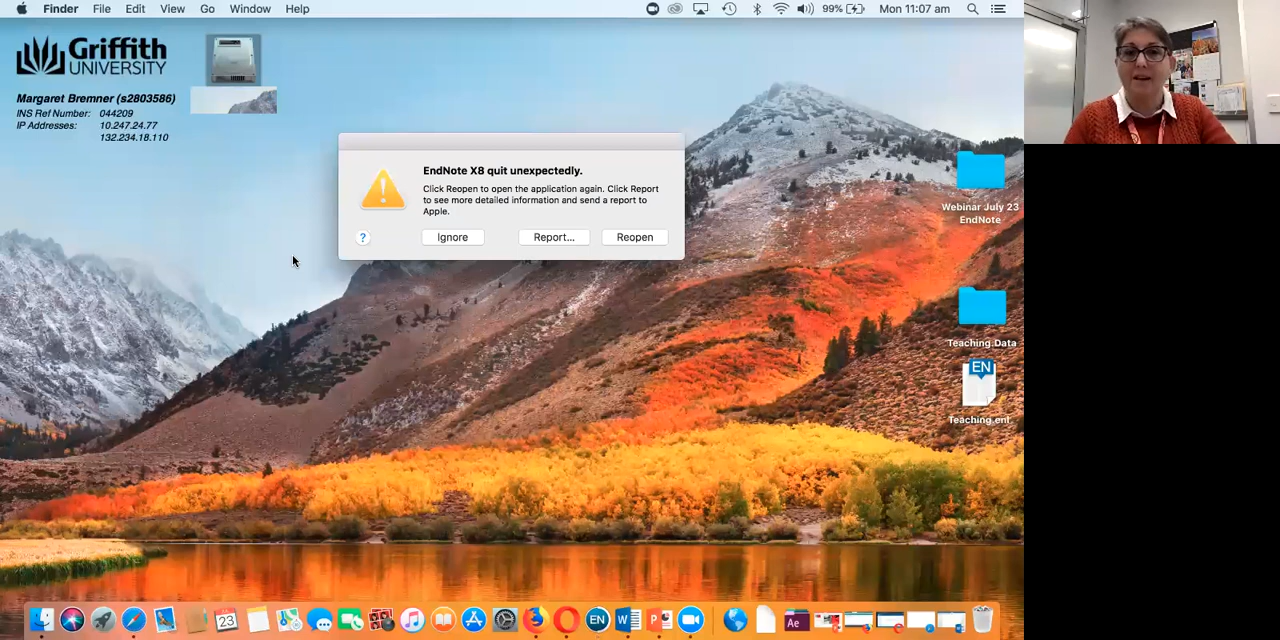 Finder File Edit View Go Window Help
99% Mon 11:07 am
Griffith
UNIVERSITY
Margaret Bremner (s2803586)
INS Ref Number: 044209
IP Addresses: 10.247.24.77
132.234.18.110
EndNote X8 quit unexpectedly.
Click Reopen to open the application again. Click Report
to see more detailed information and send a report to
Apple.
? Ignore Report... Reopen
Webinar July 23
EndNote
Teaching.Data
EN
Teaching.enl
23
EN
W
P
Ae